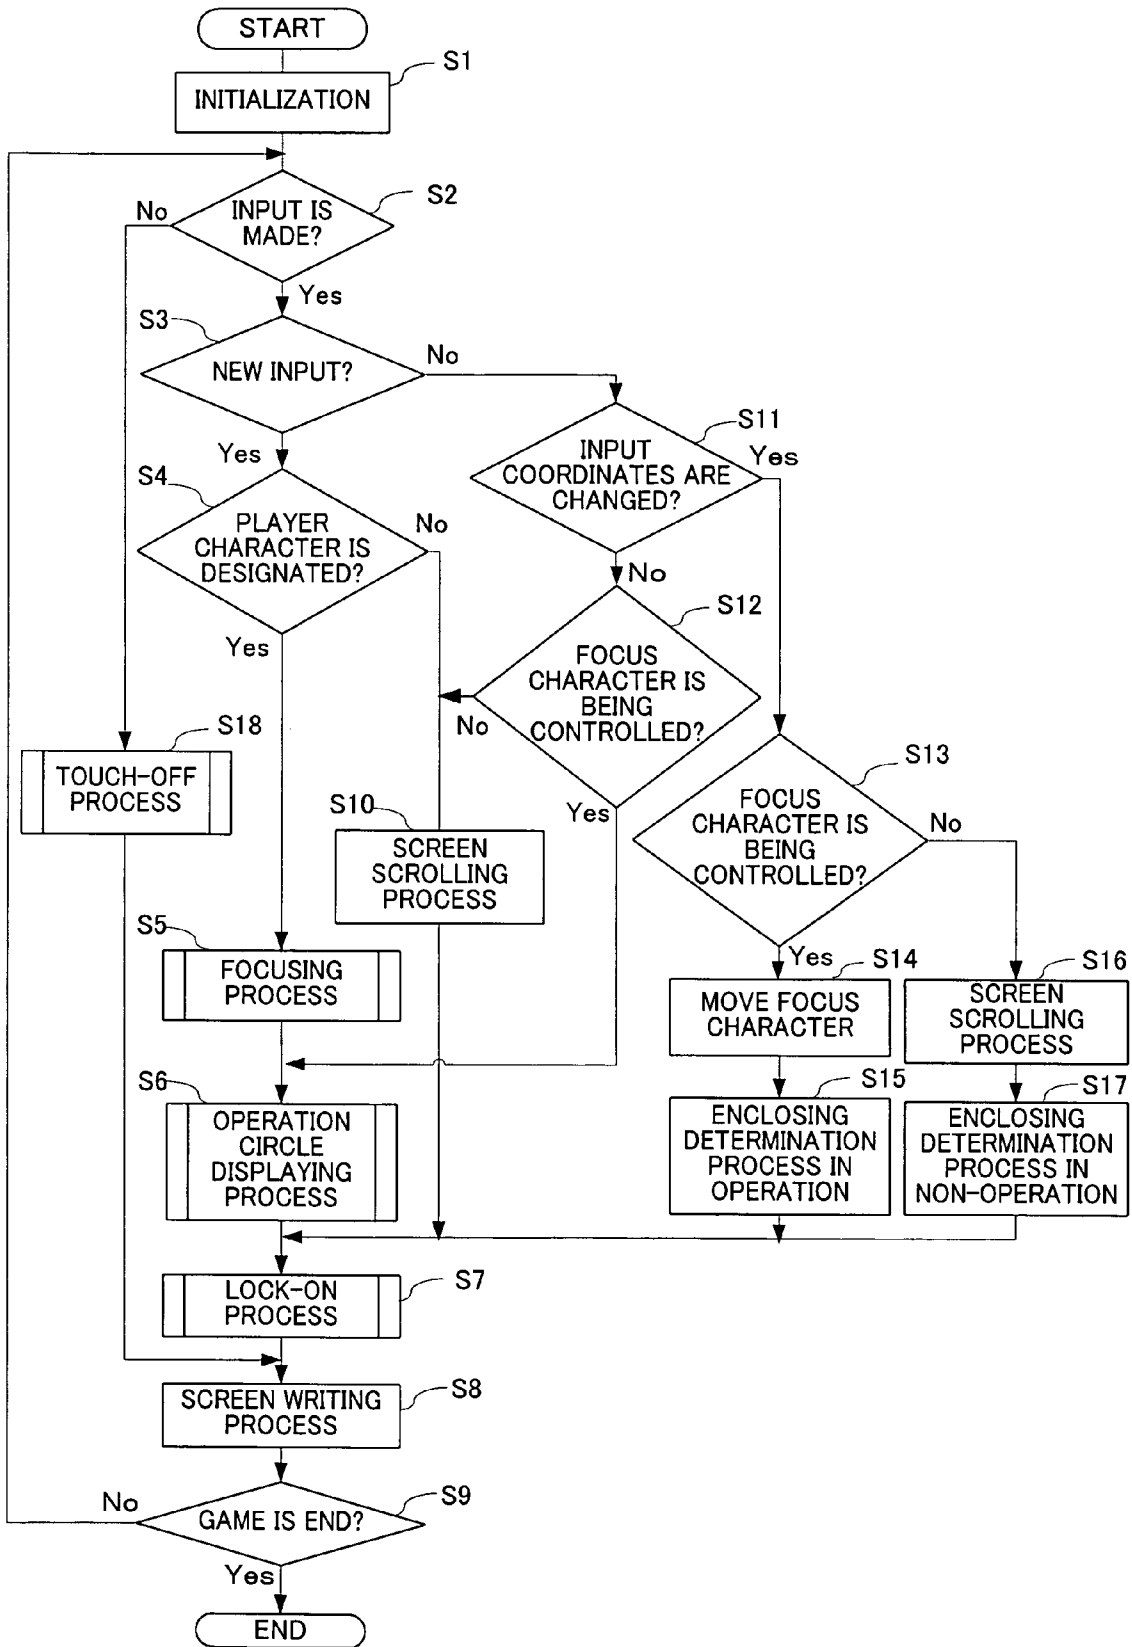 START
S1
INITIALIZATION
S2
No
INPUT IS
MADE?
Yes
S3
No
NEW INPUT?
S11
Yes
INPUT
COORDINATES ARE
CHANGED?
Yes
S4
No
PLAYER
CHARACTER IS
DESIGNATED?
No
S12
Yes
FOCUS
CHARACTER IS
BEING
CONTROLLED?
No
S18
TOUCH-OFF
PROCESS
S13
S10
Yes
FOCUS
CHARACTER IS
BEING
CONTROLLED?
No
SCREEN
SCROLLING
PROCESS
S5
FOCUSING
PROCESS
Yes
S14
MOVE FOCUS
CHARACTER
S16
SCREEN
SCROLLING
PROCESS
S6
OPERATION
CIRCLE
DISPLAYING
PROCESS
S15
ENCLOSING
DETERMINATION
PROCESS IN
OPERATION
S17
ENCLOSING
DETERMINATION
PROCESS IN
NON-OPERATION
LOCK-ON
PROCESS
S7
SCREEN WRITING
PROCESS
S8
No
GAME IS END?
S9
Yes
END